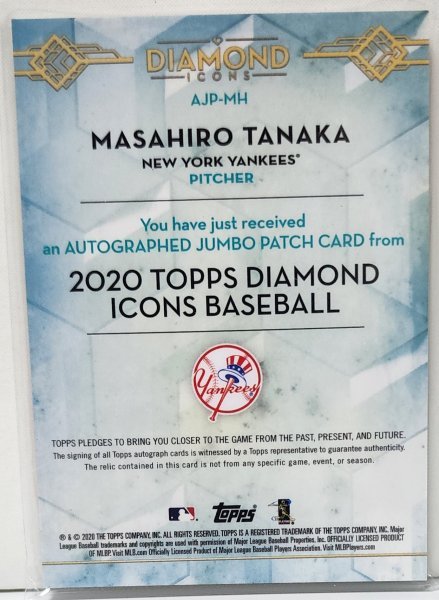 DIAMOND
ICONS
AJP-MH
MASAHIRO TANAKA
NEW YORK YANKEES®
PITCHER
You have just received
an AUTOGRAPHED JUMBO PATCH CARD from
2020 TOPPS DIAMOND
ICONS BASEBALL
Yankees
TOPPS PLEDGES TO BRING YOU CLOSER TO THE GAME FROM THE PAST, PRESENT, AND FUTURE.
The signing of all Topps autograph cards is witnessed by a Topps representative to guarantee authenticity.
The relic contained in this card is not from any specific game, event, or season.
topps
® & © 2020 THE TOPPS COMPANY, INC. ALL RIGHTS RESERVED. TOPPS IS A REGISTERED TRADEMARK OF THE TOPPS COMPANY, INC. Major
League Baseball trademarks and copyrights are used with permission of Major League Baseball Properties, Inc. OFFICIALLY LICENSED PRODUCT
OF MLBP. Visit MLB.com Officially Licensed Product of Major League Baseball Players Association. Visit MLBPlayers.com